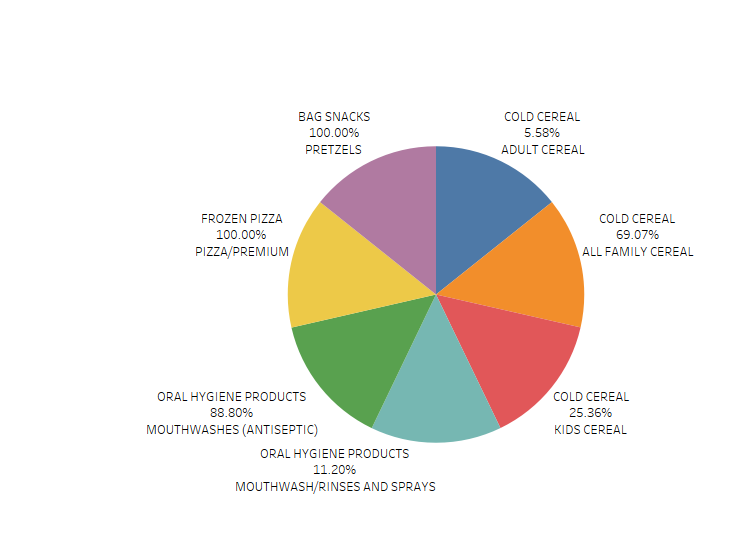 BAG SNACKS
100.00%
PRETZELS
COLD CEREAL
5.58%
ADULT CEREAL
FROZEN PIZZA
100.00%
PIZZA/PREMIUM
COLD CEREAL
69.07%
ALL FAMILY CEREAL
ORAL HYGIENE PRODUCTS
88.80%
MOUTHWASHES (ANTISEPTIC)
COLD CEREAL
25.36%
KIDS CEREAL
ORAL HYGIENE PRODUCTS
11.20%
MOUTHWASH/RINSES AND SPRAYS